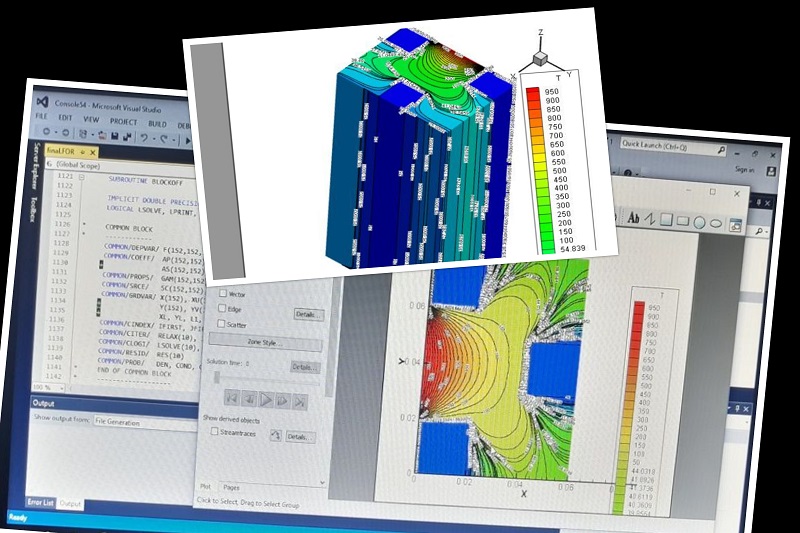 Console54 - Microsoft Visual Studio
FILE EDIT VIEW PROJECT BUILD
Quick Launch (Ctrl+Q)
Sign in
Server Explorer
Toolbox
finaLFOR
(Global Scope)
1121
1122
1123
1124
1125
1126
1127
1128
1129
1130
1131
1132
1133
1134
1135
1136
1137
1138
1139
1140
1141
1142
SUBROUTINE BLOCKOFF
IMPLICIT DOUBLE PRECIS
LOGICAL LSOLVE, LPRINT,
COMMON BLOCK
COMMON/DEPVAR/ F(152,152,
COMMON/COEFF/ AP(152,152)
AS(152,152)
COMMON/PROPS/ GAM(152,152)
COMMON/SRCE/ SC(152,152)
COMMON/GRDVAR/ X(152), XU(
Y(152), YV(
XL, YL, L1,
COMMON/CINDEX/ IFIRST, JFI
COMMON/CITER/ RELAX(10),
COMMON/CLOGI/ LSOLVE(10),
COMMON/RESID/ RES(10)
COMMON/PROB/ DEN, COND,
END OF COMMON BLOCK
100 %
Output
Show output from: File Generation
Error List Output
Ready
Z
X
Y
T
950
900
850
800
750
700
650
600
550
500
450
400
350
300
250
200
150
100
54.839
Vector
Edge
Scatter
Details...
Zone Style...
Solution time: 0
Details...
Show derived objects
Streamtraces
Details...
Plot Pages
Click to Select, Drag to Select Group
Ab
Y
0.06
0.04
0.02
0
0.02
0.04
0.06
X
T
950
900
850
800
750
700
650
600
550
500
450
400
350
300
250
200
150
100
50